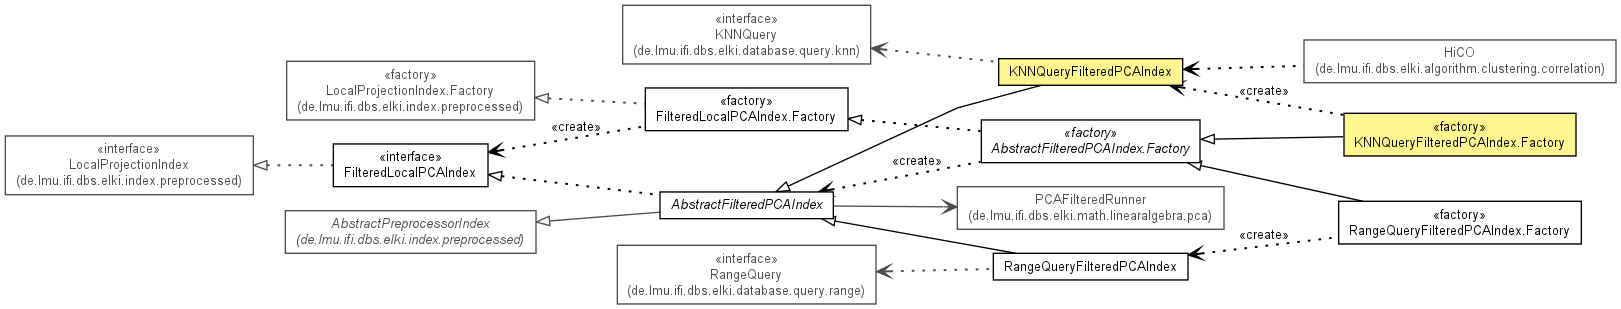 «interface»
KNNQuery
(de.lmu.ifi.dbs.elki.database.query.knn)
HiCO
(de.lmu.ifi.dbs.elki.algorithm.clustering.correlation)
KNNQueryFilteredPCAIndex
«factory»
LocalProjectionIndex.Factory
(de.lmu.ifi.dbs.elki.index.preprocessed)
«create»
«factory»
FilteredLocalPCAIndex.Factory
«create»
«factory»
AbstractFilteredPCAIndex.Factory
«factory»
KNNQueryFilteredPCAIndex.Factory
«interface»
LocalProjectionIndex
(de.lmu.ifi.dbs.elki.index.preprocessed)
«interface»
FilteredLocalPCAIndex
«create»
AbstractFilteredPCAIndex
PCAFilteredRunner
(de.lmu.ifi.dbs.elki.math.linearalgebra.pca)
«factory»
RangeQueryFilteredPCAIndex.Factory
AbstractPreprocessorIndex
(de.lmu.ifi.dbs.elki.index.preprocessed)
«create»
«interface»
RangeQuery
(de.lmu.ifi.dbs.elki.database.query.range)
RangeQueryFilteredPCAIndex